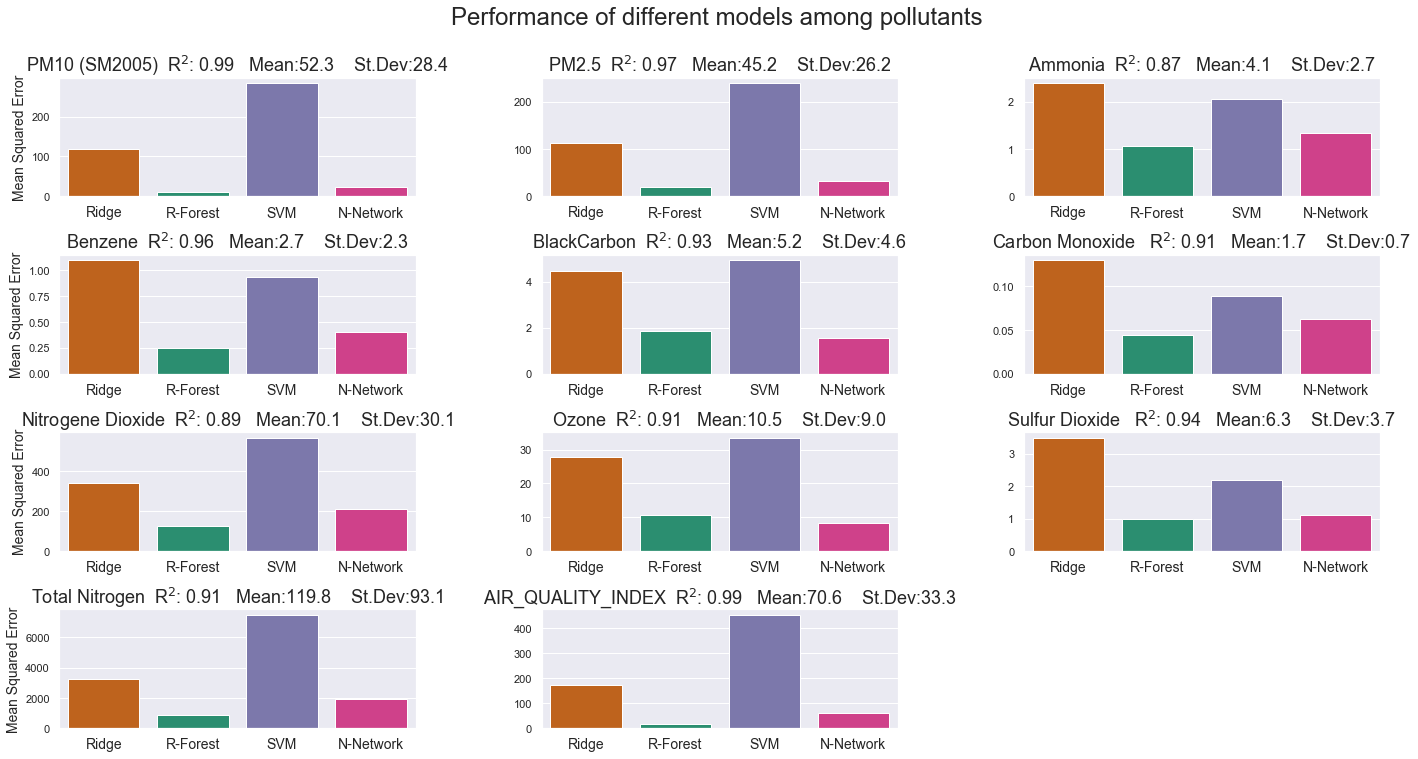 Performance of different models among pollutants
PM10 (SM2005) R²: 0.99 Mean:52.3 St.Dev:28.4
Mean Squared Error
200
100
0
Ridge R-Forest SVM N-Network
PM2.5 R²: 0.97 Mean:45.2 St.Dev:26.2
200
100
0
Ridge R-Forest SVM N-Network
Ammonia R²: 0.87 Mean:4.1 St.Dev:2.7
2
1
0
Ridge R-Forest SVM N-Network
Benzene R²: 0.96 Mean:2.7 St.Dev:2.3
Mean Squared Error
1.00
0.75
0.50
0.25
0.00
Ridge R-Forest SVM N-Network
BlackCarbon R²: 0.93 Mean:5.2 St.Dev:4.6
4
2
0
Ridge R-Forest SVM N-Network
Carbon Monoxide R²: 0.91 Mean:1.7 St.Dev:0.7
0.10
0.05
0.00
Ridge R-Forest SVM N-Network
Nitrogene Dioxide R²: 0.89 Mean:70.1 St.Dev:30.1
Mean Squared Error
400
200
0
Ridge R-Forest SVM N-Network
Ozone R²: 0.91 Mean:10.5 St.Dev:9.0
30
20
10
0
Ridge R-Forest SVM N-Network
Sulfur Dioxide R²: 0.94 Mean:6.3 St.Dev:3.7
3
2
1
0
Ridge R-Forest SVM N-Network
Total Nitrogen R²: 0.91 Mean:119.8 St.Dev:93.1
Mean Squared Error
6000
4000
2000
0
Ridge R-Forest SVM N-Network
AIR_QUALITY_INDEX R²: 0.99 Mean:70.6 St.Dev:33.3
400
300
200
100
0
Ridge R-Forest SVM N-Network